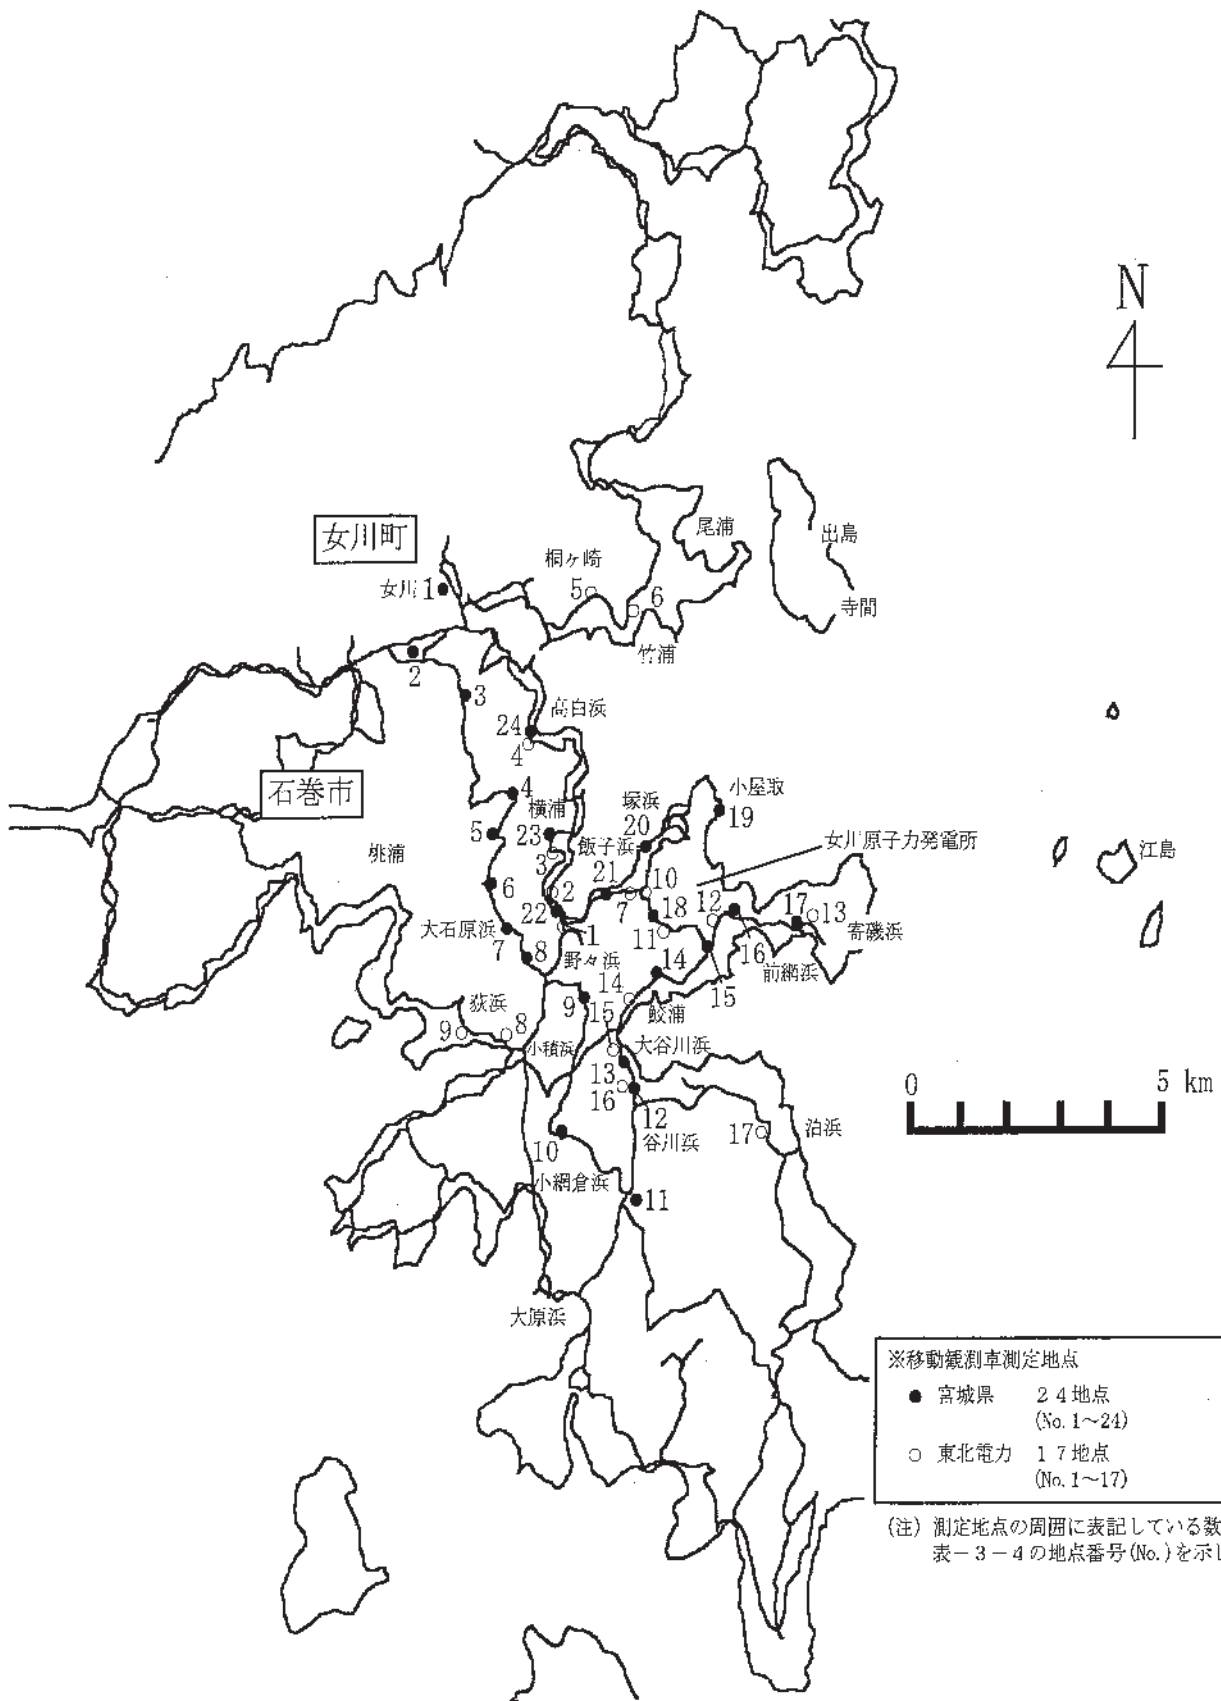 N
尾浦
女川町
出島
桐ヶ崎
女川 1
5
6
寺間
竹浦
2
3
高白浜
24
4
小屋取
石巻市
4
横浦
塚浜
19
23
20
女川原子力発電所
5
飯子浜
江島
桃浦
3
21
10
6
2
7
12
17
13
22
18
大石原浜
1
11
16
寄磯浜
7
8
野々浜
14
前網浜
15
9
14
荻浜
15
鮫浦
9
8
小積浜
大谷川浜
0
5 km
13
16
12
17
泊浜
10
谷川浜
小網倉浜
11
大原浜
※移動観測車測定地点
● 宮城県 24地点
(No.1～24)
○ 東北電力 17地点
(No.1～17)
(注) 測定地点の周囲に表記している数
表－3－4の地点番号(No.)を示し